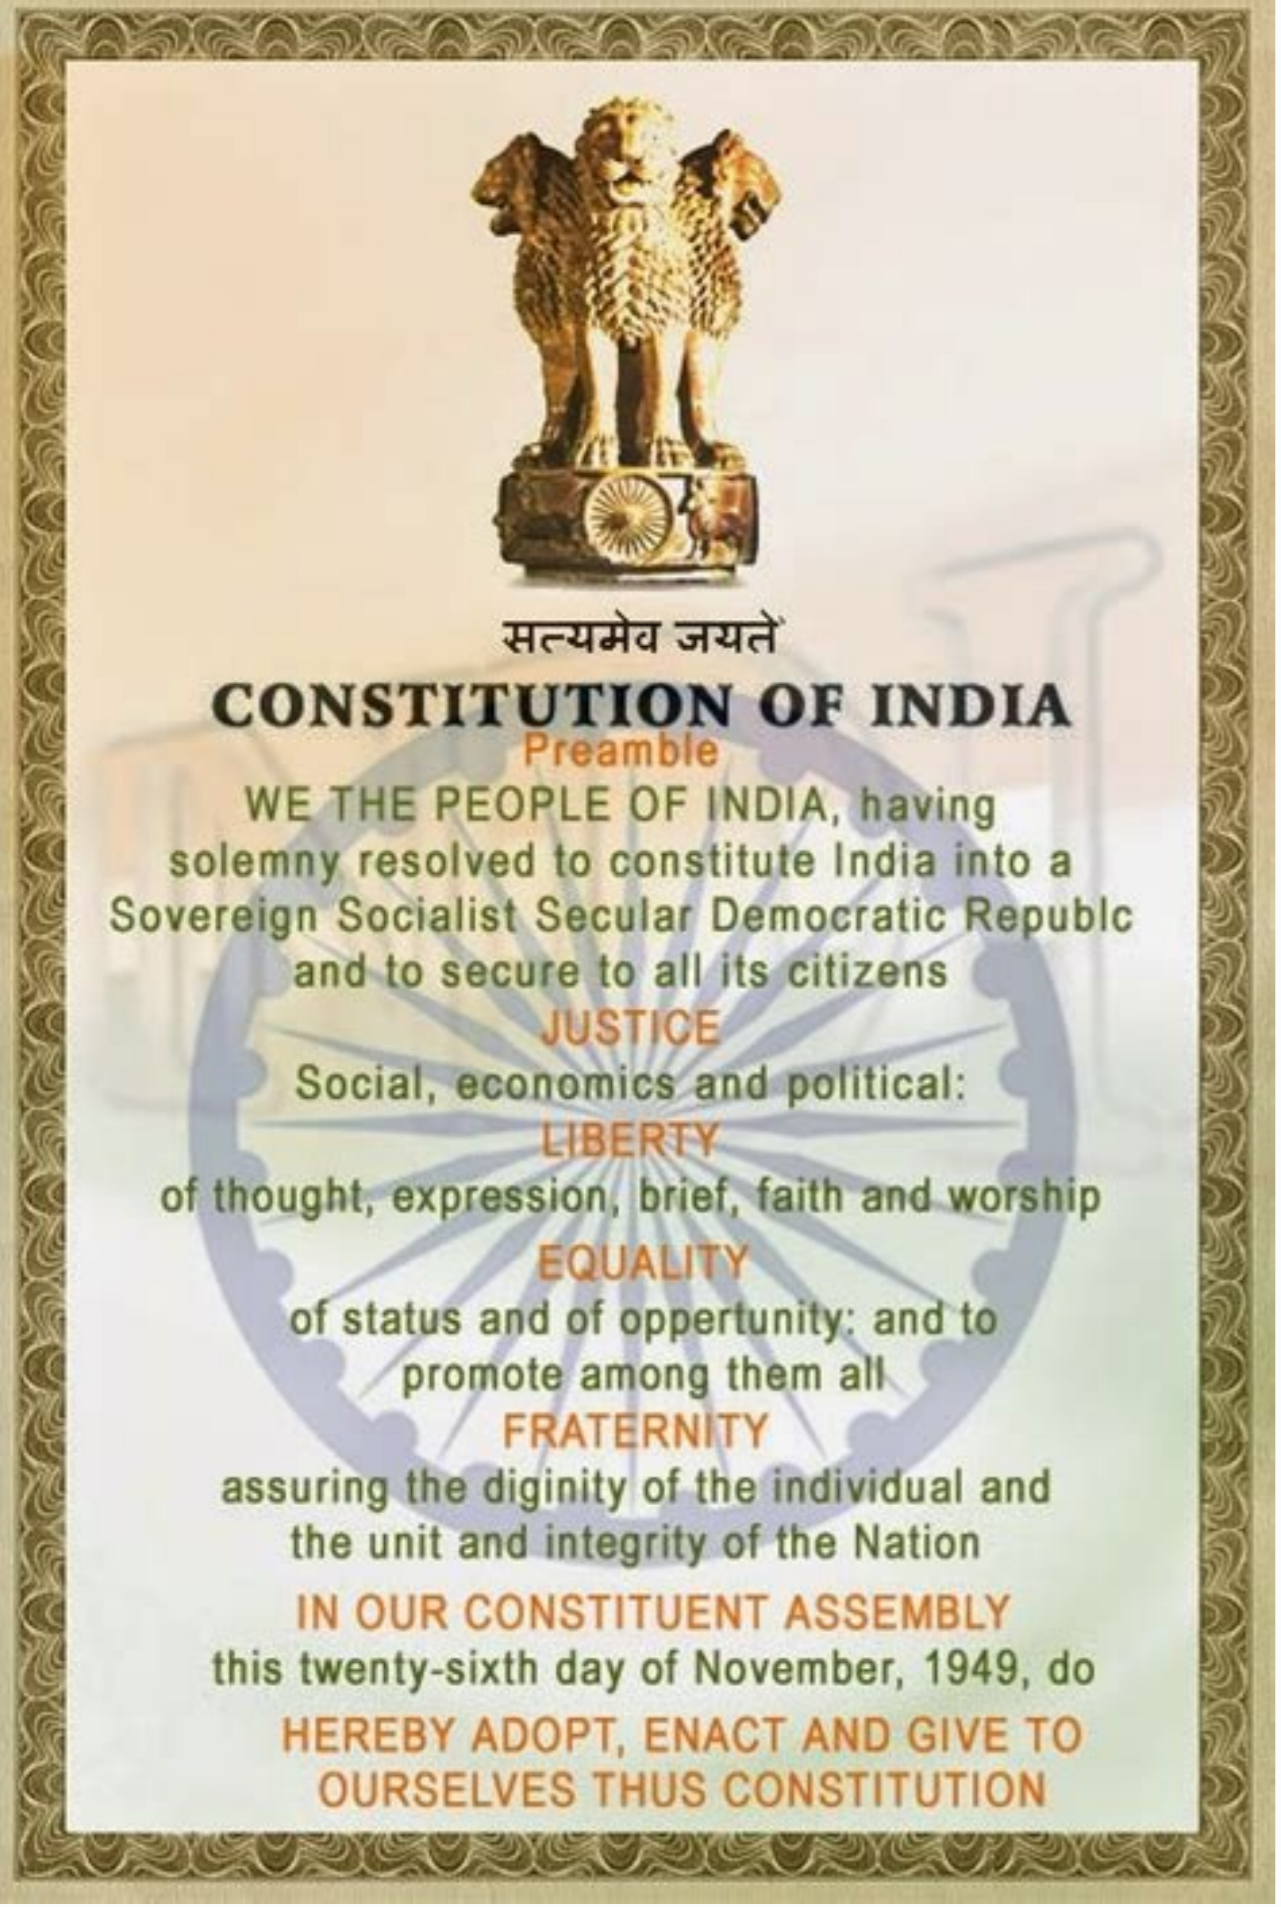 सत्यमेव जयते
CONSTITUTION OF INDIA
Preamble
WE THE PEOPLE OF INDIA, having
solemny resolved to constitute India into a
Sovereign Socialist Secular Democratic Republc
and to secure to all its citizens
JUSTICE
Social, economics and political:
LIBERTY
of thought, expression, brief, faith and worship
EQUALITY
of status and of oppertunity: and to
promote among them all
FRATERNITY
assuring the diginity of the individual and
the unit and integrity of the Nation
IN OUR CONSTITUENT ASSEMBLY
this twenty-sixth day of November, 1949, do
HEREBY ADOPT, ENACT AND GIVE TO
OURSELVES THUS CONSTITUTION